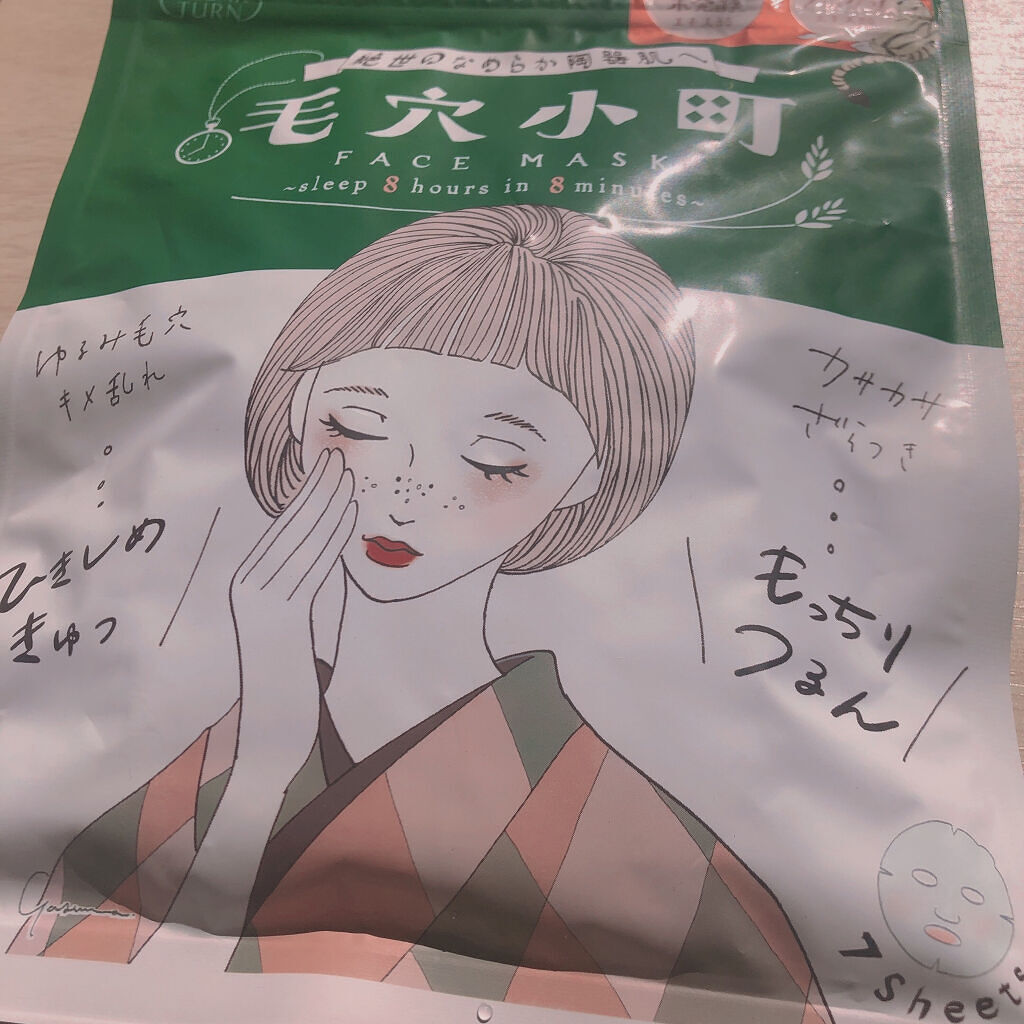 TURN
絶世のなめらか陶器肌へ
毛穴小町
FACE MASK
~sleep 8 hours in 8 minutes~
ゆるみ毛穴
キメ乱れ
ひきしめ
きゅっ
カサカサ
ざらつき
もっちり
つるん
7 Sheets